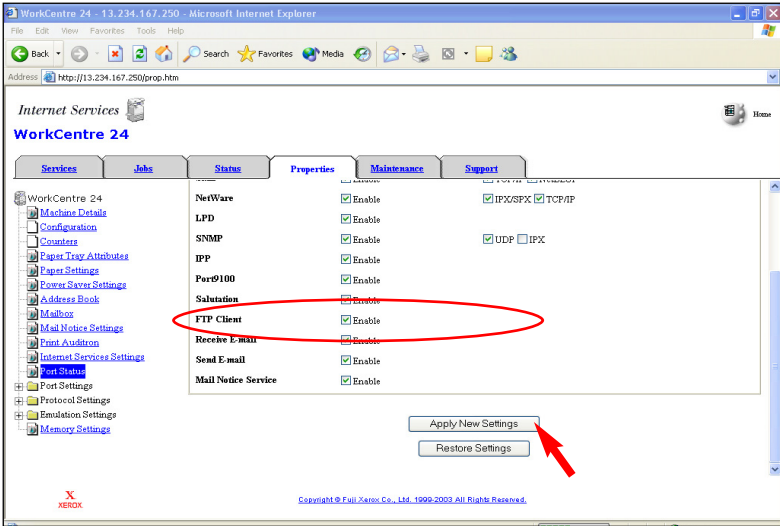 WorkCentre 24 - 13.234.167.250 - Microsoft Internet Explorer
File Edit View Favorites Tools Help
Back Search Favorites Media
Address http://13.234.167.250/prop.htm
Internet Services
Home
WorkCentre 24
Services Jobs Status Properties Maintenance Support
WorkCentre 24
Machine Details
Configuration
Counters
Paper Tray Attributes
Paper Settings
Power Saver Settings
Address Book
Mailbox
Mail Notice Settings
Print Auditron
Internet Services Settings
Port Status
Port Settings
Protocol Settings
Emulation Settings
Memory Settings
Enable TCP/IP NetBEUI
NetWare Enable IPX/SPX TCP/IP
LPD Enable
SNMP Enable UDP IPX
IPP Enable
Port9100 Enable
Salutation Enable
FTP Client Enable
Receive E-mail Enable
Send E-mail Enable
Mail Notice Service Enable
Apply New Settings
Restore Settings
X
XEROX
Copyright © Fuji Xerox Co., Ltd. 1999-2003 All Rights Reserved.